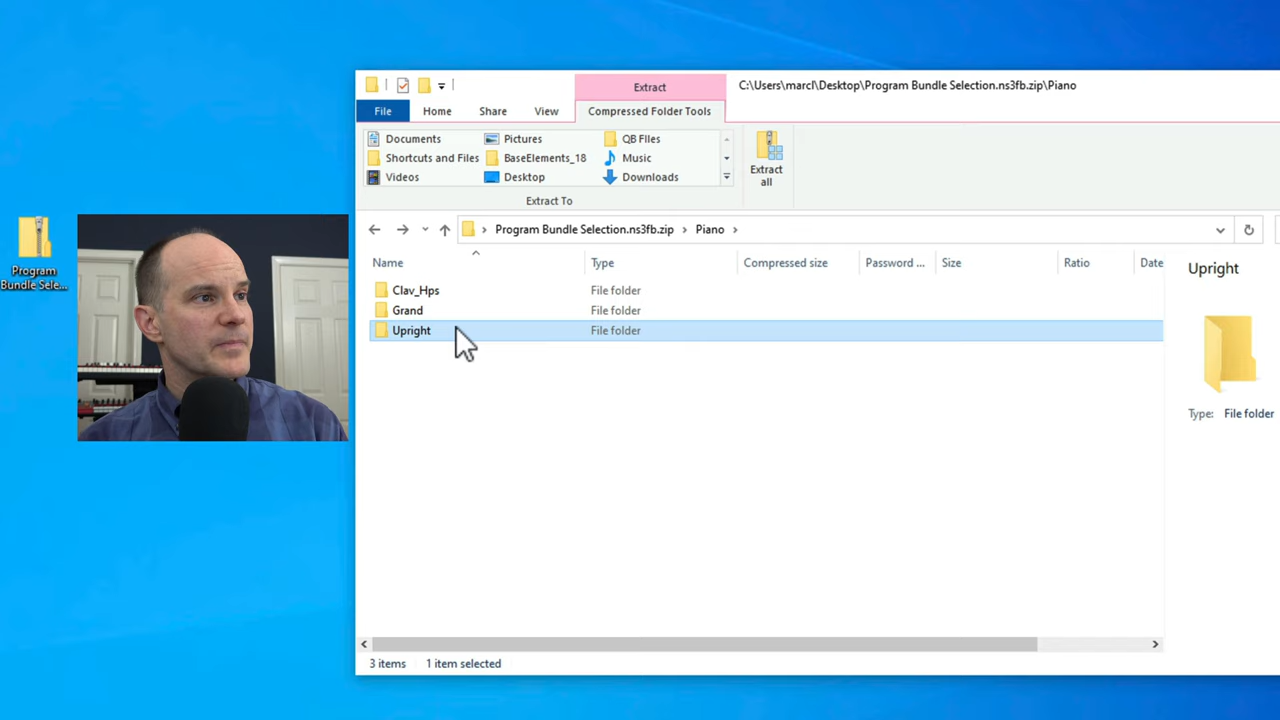 Extract
C:\Users\marcl\Desktop\Program Bundle Selection.ns3fb.zip\Piano
File
Home
Share
View
Compressed Folder Tools
Documents
Pictures
QB FIles
Shortcuts and Files
BaseElements_18
Music
Videos
Desktop
Downloads
Extract
all
Extract To
Program Bundle Selection.ns3fb.zip
Piano
Program
Bundle Sele...
Name
Type
Compressed size
Password ...
Size
Ratio
Date
Clav_Hps
File folder
Grand
File folder
Upright
File folder
Upright
Type:
File folder
3 items
1 item selected